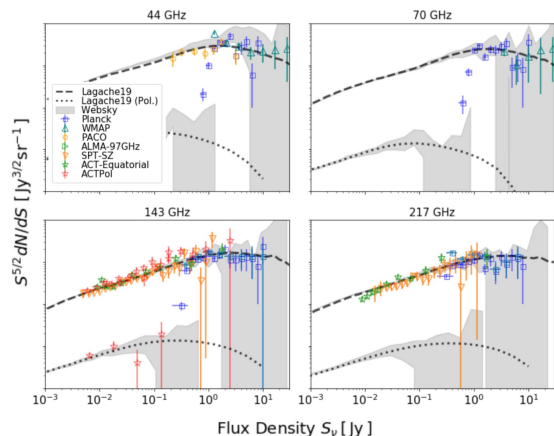 44 GHz
70 GHz
Lagache19
Lagache19 (Pol.)
Websky
Planck
WMAP
PACO
ALMA-97GHz
SPT-SZ
ACT-Equatorial
ACTPol
S^{5/2}dN/dS [Jy^{3/2}sr^{-1}]
143 GHz
217 GHz
10^{-3} 10^{-2} 10^{-1} 10^{0} 10^{1} 10^{-3} 10^{-2} 10^{-1} 10^{0} 10^{1}
Flux Density S_ν [Jy]